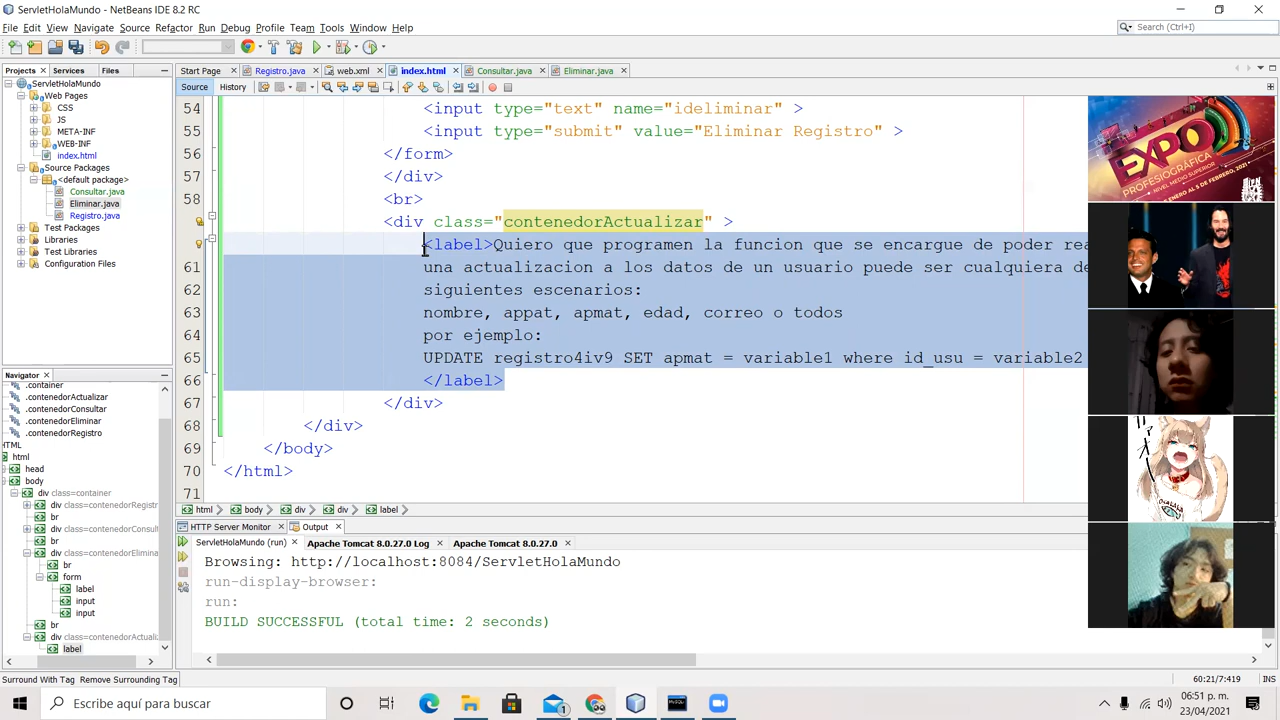 ServletHolaMundo - NetBeans IDE 8.2 RC
File Edit View Navigate Source Refactor Run Debug Profile Team Tools Window Help
Search (Ctrl+I)
Projects Services Files
Start Page Registro.java web.xml index.html Consultar.java Eliminar.java
Source History
ServletHolaMundo
Web Pages
CSS
JS
META-INF
WEB-INF
index.html
Source Packages
<default package>
Consultar.java
Eliminar.java
Registro.java
Test Packages
Libraries
Test Libraries
Configuration Files
54 <input type="text" name="ideliminar" >
55 <input type="submit" value="Eliminar Registro" >
56 </form>
57 </div>
58 <br>
<div class="contenedorActualizar" >
<label>Quiero que programen la funcion que se encargue de poder rea
61 una actualizacion a los datos de un usuario puede ser cualquiera de
62 siguientes escenarios:
63 nombre, appat, apmat, edad, correo o todos
64 por ejemplo:
65 UPDATE registro4iv9 SET apmat = variable1 where id_usu = variable2
66 </label>
67 </div>
68 </div>
69 </body>
70 </html>
71
html body div div label
Navigator
.container
.contenedorActualizar
.contenedorConsultar
.contenedorEliminar
.contenedorRegistro
HTML
html
head
body
div class=container
div class=contenedorRegistr
br
div class=contenedorConsul
br
div class=contenedorElimina
br
form
label
input
input
br
div class=contenedorActuali
label
HTTP Server Monitor Output
ServletHolaMundo (run) Apache Tomcat 8.0.27.0 Log Apache Tomcat 8.0.27.0
Browsing: http://localhost:8084/ServletHolaMundo
run-display-browser:
run:
BUILD SUCCESSFUL (total time: 2 seconds)
Surround With Tag Remove Surrounding Tag
60:21/7:419 INS
EXPO
PROFESIOGRÁFICA
NIVEL MEDIO SUPERIOR
Escribe aquí para buscar
06:51 p. m.
23/04/2021